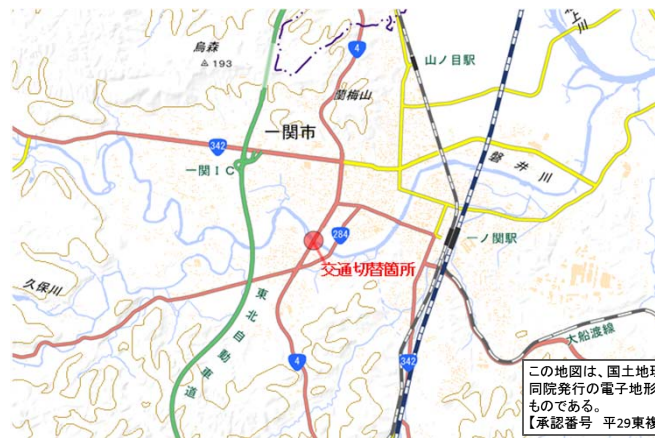 烏森
193
4
山ノ目駅
蘭梅山
342
一関市
一関IC
磐井川
284
一ノ関駅
交通切替箇所
久保川
東北自動車道
大船渡線
4
342
この地図は、国土地理
同院発行の電子地形
ものである。
【承認番号 平29東複